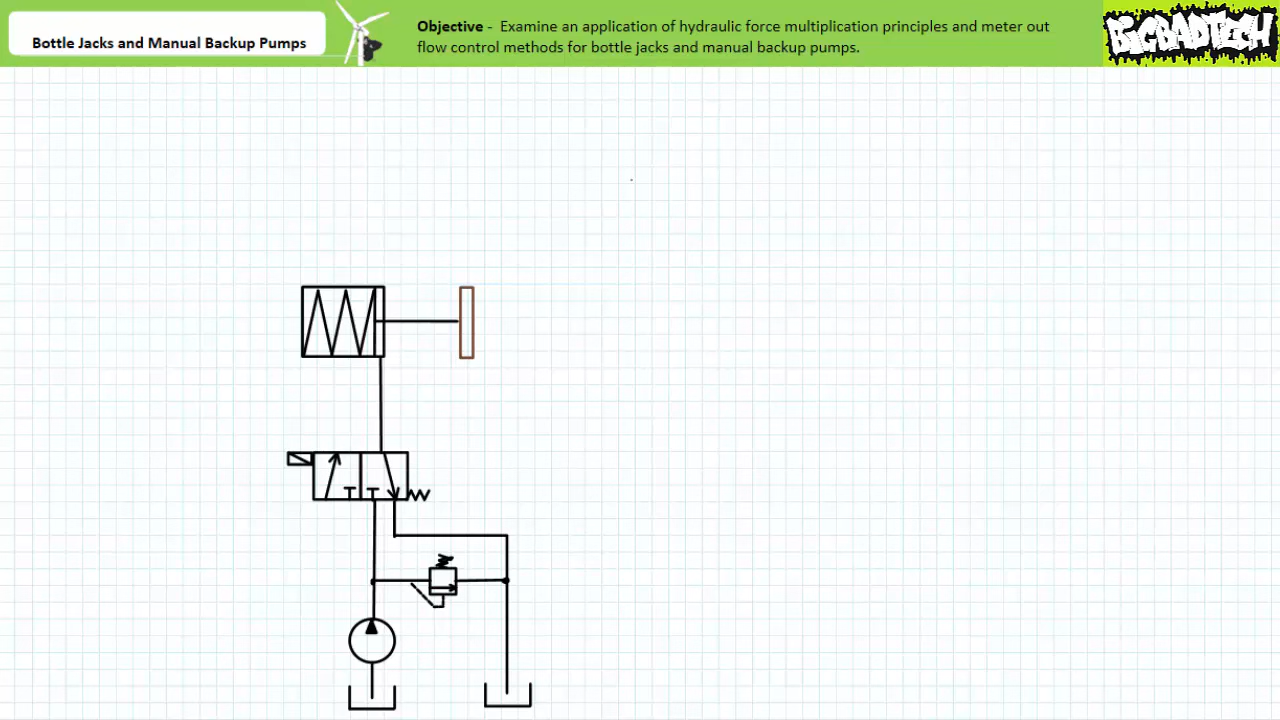 Bottle Jacks and Manual Backup Pumps
Objective - Examine an application of hydraulic force multiplication principles and meter out
flow control methods for bottle jacks and manual backup pumps.
BIGBADTECH